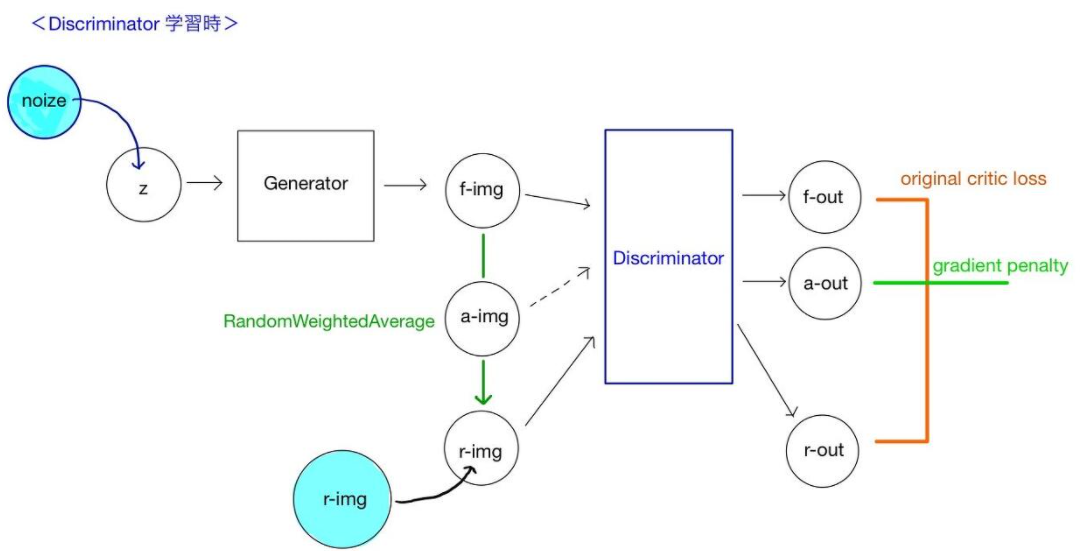 ＜Discriminator 学習時＞
noize
z
Generator
f-img
Discriminator
f-out
original critic loss
a-out
gradient penalty
RandomWeightedAverage
a-img
r-img
r-out
r-img